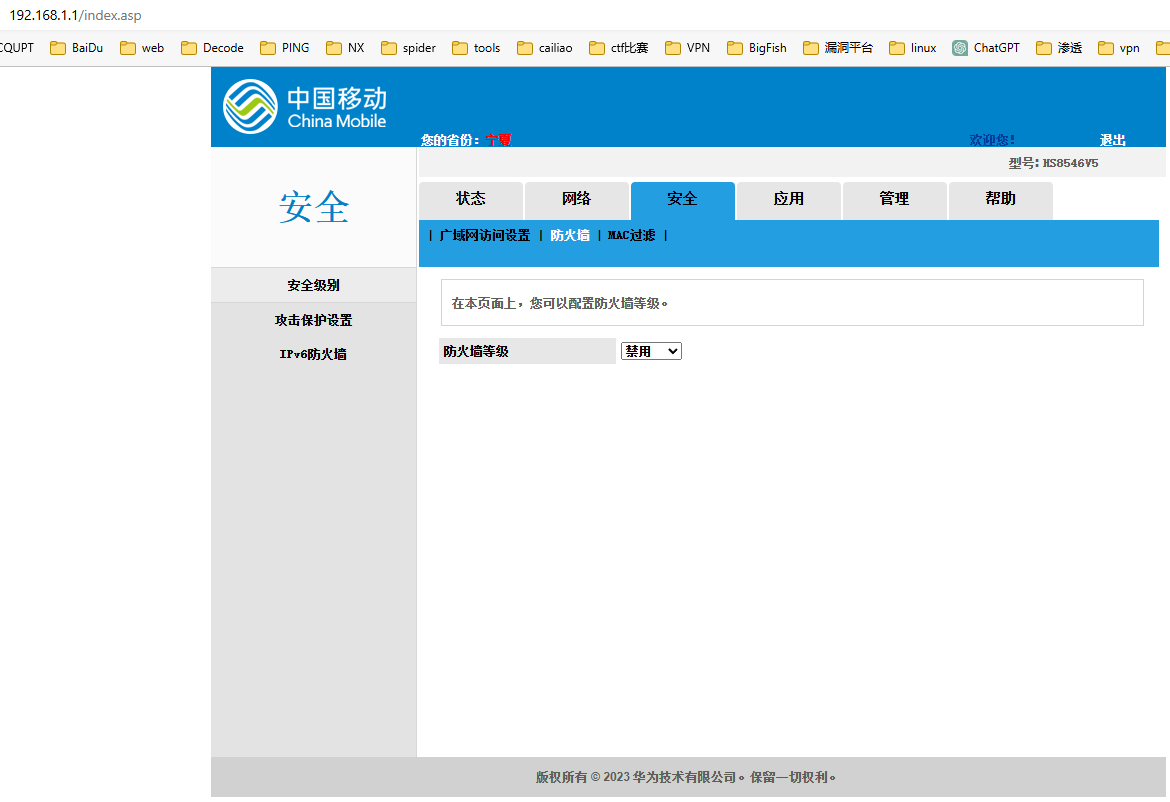 192.168.1.1/index.asp
CQUPT BaiDu web Decode PING NX spider tools cailiao ctf比赛 VPN BigFish 漏洞平台 linux ChatGPT 渗透 vpn
中国移动
China Mobile
您的省份：宁夏 欢迎您! 退出
型号: HS8546V5
安全
状态 网络 安全 应用 管理 帮助
| 广域网访问设置 | 防火墙 | MAC过滤 |
安全级别
攻击保护设置
IPv6防火墙
在本页面上，您可以配置防火墙等级。
防火墙等级 禁用
版权所有 © 2023 华为技术有限公司。保留一切权利。